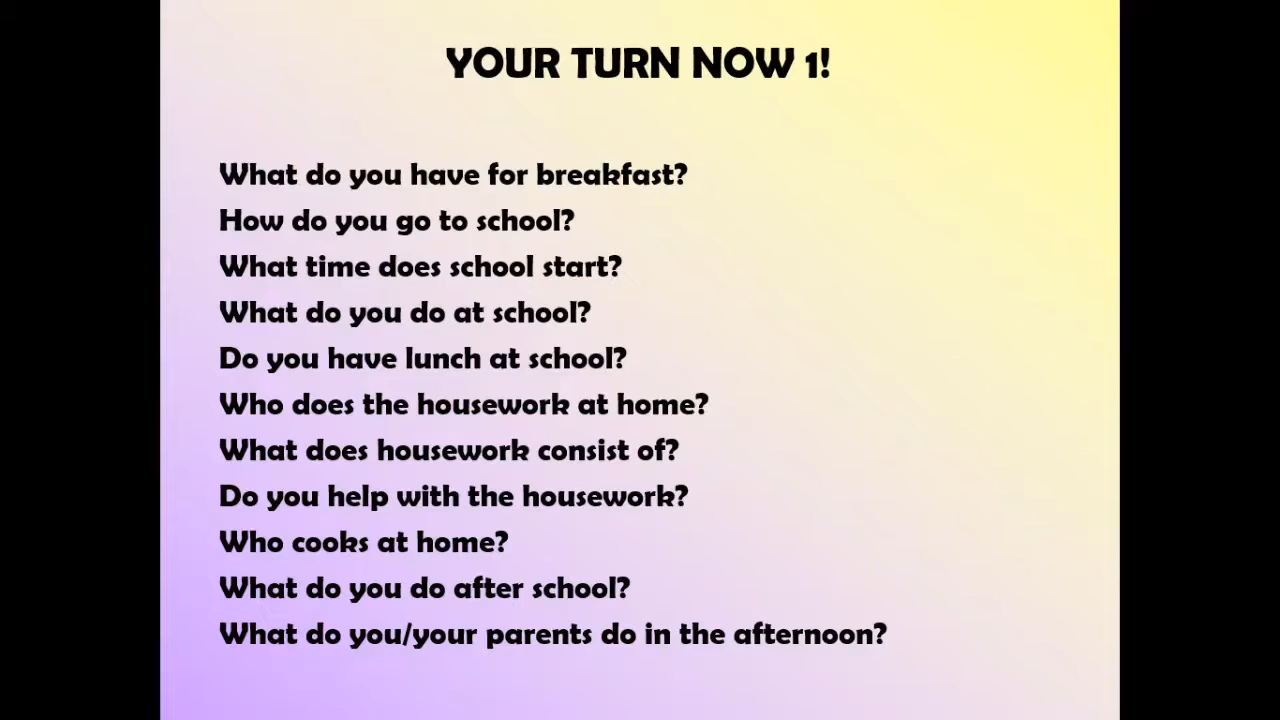 YOUR TURN NOW 1!
What do you have for breakfast?
How do you go to school?
What time does school start?
What do you do at school?
Do you have lunch at school?
Who does the housework at home?
What does housework consist of?
Do you help with the housework?
Who cooks at home?
What do you do after school?
What do you/your parents do in the afternoon?